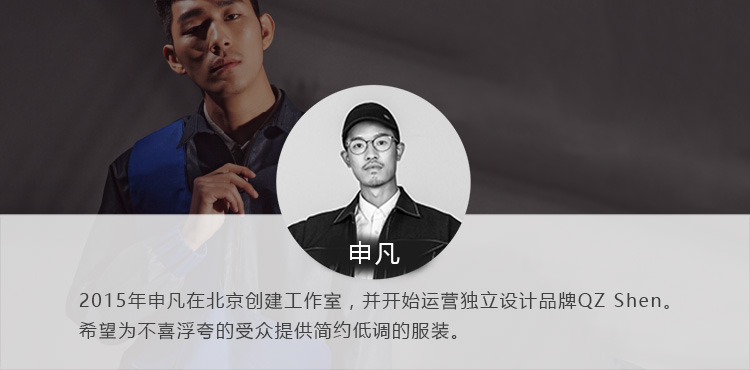 申凡
2015年申凡在北京创建工作室，并开始运营独立设计品牌QZ Shen。
希望为不喜浮夸的受众提供简约低调的服装。